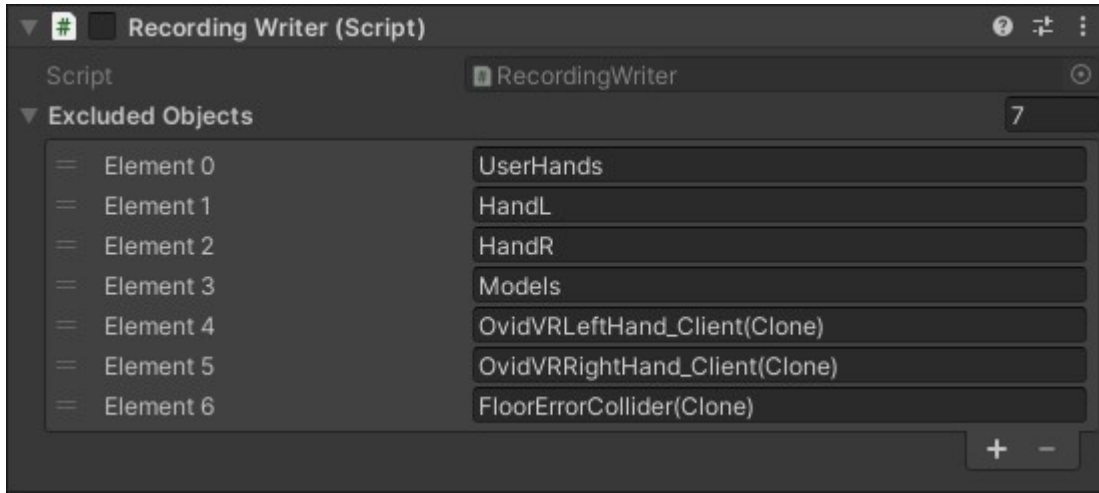 Recording Writer (Script)
Script RecordingWriter
Excluded Objects 7
Element 0 UserHands
Element 1 HandL
Element 2 HandR
Element 3 Models
Element 4 OvidVRLeftHand_Client(Clone)
Element 5 OvidVRRightHand_Client(Clone)
Element 6 FloorErrorCollider(Clone)